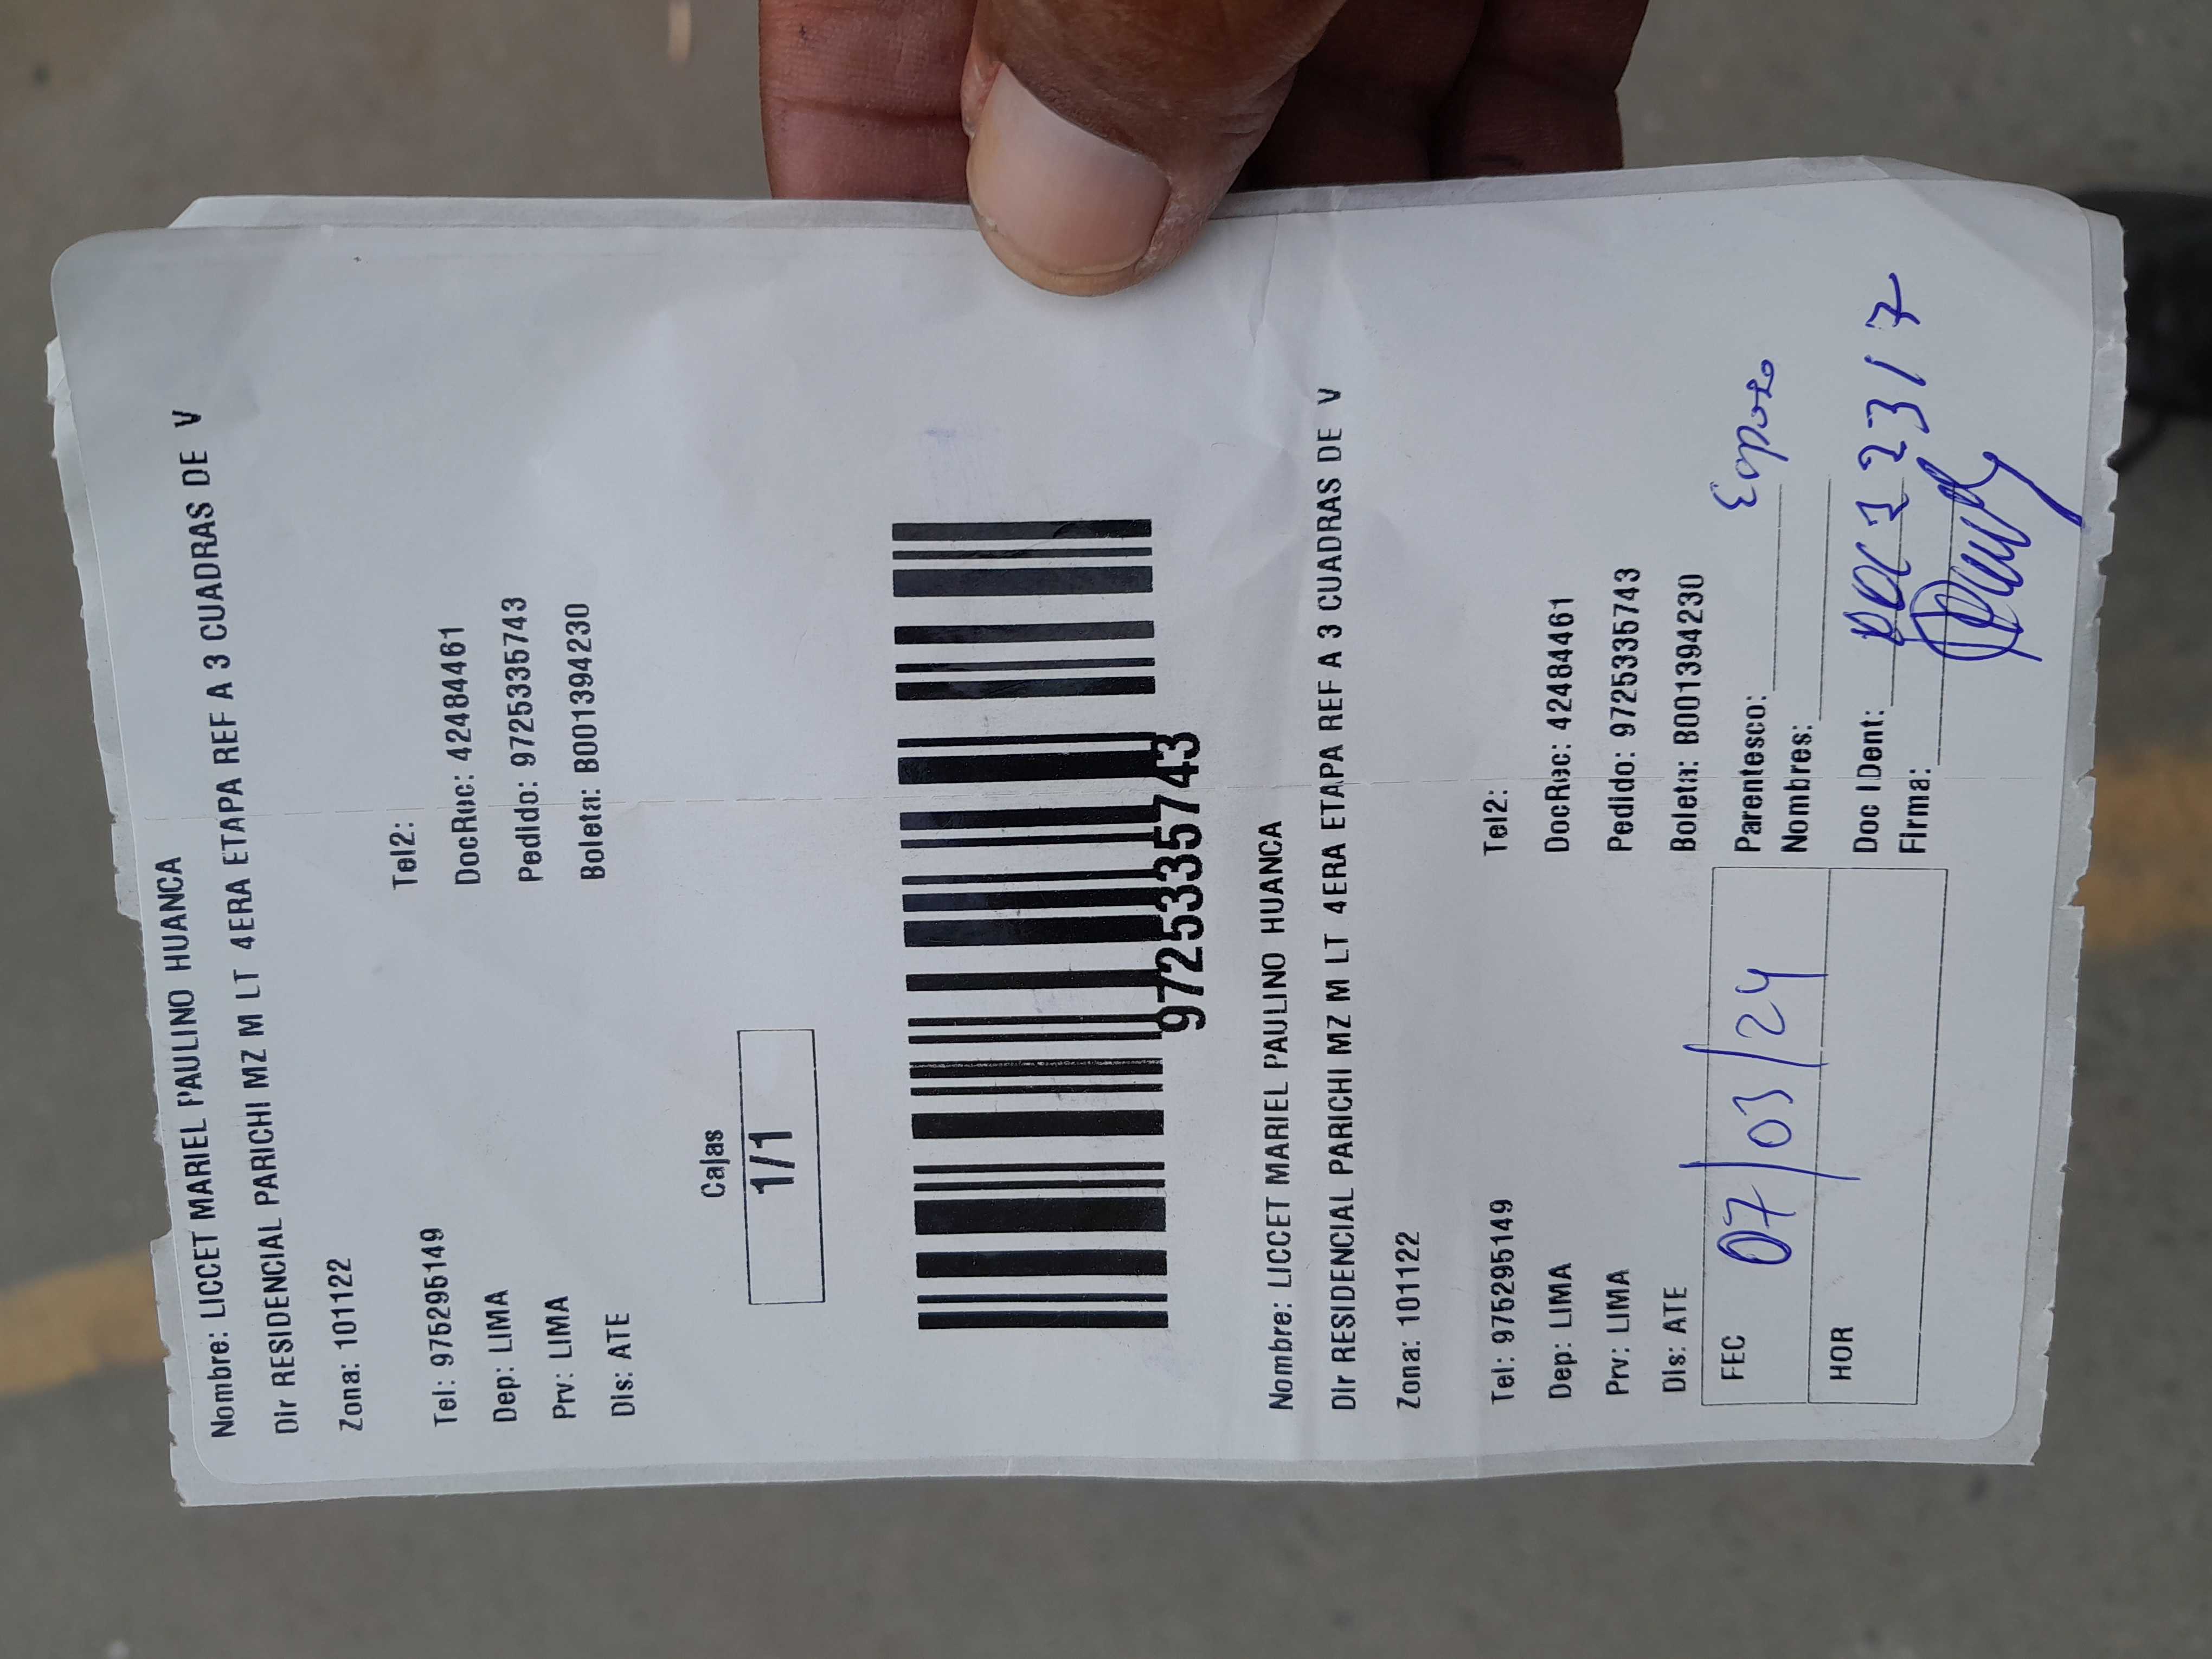 Nombre: LICCET MARIEL PAULINO HUANCA
Dir RESIDENCIAL PARICHI MZ M LT 4ERA ETAPA REF A 3 CUADRAS DE V
Zona: 101122
Tel: 975295149 Tel2:
Dep: LIMA DocRuc: 42484461
Prv: LIMA Pedido: 9725335743
Dis: ATE Boleta: B001394230
Cajas
1/1
9725335743
Nombre: LICCET MARIEL PAULINO HUANCA
Dir RESIDENCIAL PARICHI MZ M LT 4ERA ETAPA REF A 3 CUADRAS DE V
Zona: 101122
Tel: 975295149 Tel2:
Dep: LIMA DocRuc: 42484461
Prv: LIMA Pedido: 9725335743
Dis: ATE Boleta: B001394230
FEC 07/03/24 Parentesco: Esposo
Nombres:
HOR Doc IDent:
Firma: